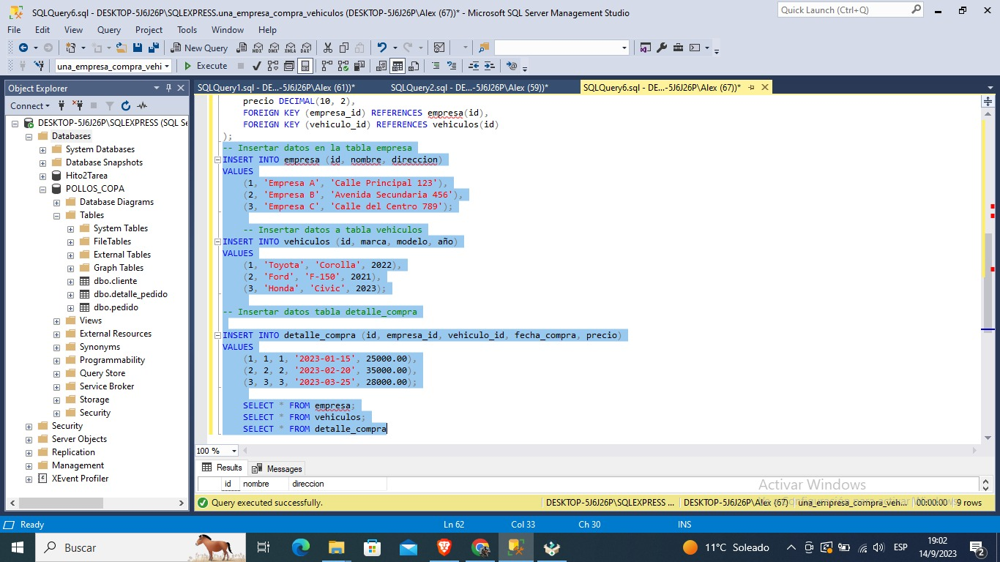 SQLQuery6.sql - DESKTOP-5J6J26P\SQLEXPRESS.una_empresa_compra_vehiculos (DESKTOP-5J6J26P\Alex (67))* - Microsoft SQL Server Management Studio
Quick Launch (Ctrl+Q)
File Edit View Query Project Tools Window Help
New Query MDX DMX XMLA DAX
una_empresa_compra_vehi Execute
Object Explorer
SQLQuery1.sql - DE...-5J6J26P\Alex (61))* SQLQuery2.sql - DE...-5J6J26P\Alex (59))* SQLQuery6.sql - DE...-5J6J26P\Alex (67))*
Connect
DESKTOP-5J6J26P\SQLEXPRESS (SQL Se
Databases
System Databases
Database Snapshots
Hito2Tarea
POLLOS_COPA
Database Diagrams
Tables
System Tables
FileTables
External Tables
Graph Tables
dbo.cliente
dbo.detalle_pedido
dbo.pedido
Views
External Resources
Synonyms
Programmability
Query Store
Service Broker
Storage
Security
Security
Server Objects
Replication
Management
XEvent Profiler
precio DECIMAL(10, 2),
FOREIGN KEY (empresa_id) REFERENCES empresa(id),
FOREIGN KEY (vehiculo_id) REFERENCES vehiculos(id)
);
-- Insertar datos en la tabla empresa
INSERT INTO empresa (id, nombre, direccion)
VALUES
(1, 'Empresa A', 'Calle Principal 123'),
(2, 'Empresa B', 'Avenida Secundaria 456'),
(3, 'Empresa C', 'Calle del Centro 789');
-- Insertar datos a tabla vehiculos
INSERT INTO vehiculos (id, marca, modelo, año)
VALUES
(1, 'Toyota', 'Corolla', 2022),
(2, 'Ford', 'F-150', 2021),
(3, 'Honda', 'Civic', 2023);
-- Insertar datos tabla detalle_compra
INSERT INTO detalle_compra (id, empresa_id, vehiculo_id, fecha_compra, precio)
VALUES
(1, 1, 1, '2023-01-15', 25000.00),
(2, 2, 2, '2023-02-20', 35000.00),
(3, 3, 3, '2023-03-25', 28000.00);
SELECT * FROM empresa;
SELECT * FROM vehiculos;
SELECT * FROM detalle_compra
100 %
Results Messages
id nombre direccion
Activar Windows
Ve a Configuración para activar Windows.
Query executed successfully. DESKTOP-5J6J26P\SQLEXPRESS ... DESKTOP-5J6J26P\Alex (67) una_empresa_compra_veh... 00:00:00 9 rows
Ready Ln 62 Col 33 Ch 30 INS
Buscar 11°C Soleado ESP 19:02
14/9/2023 2